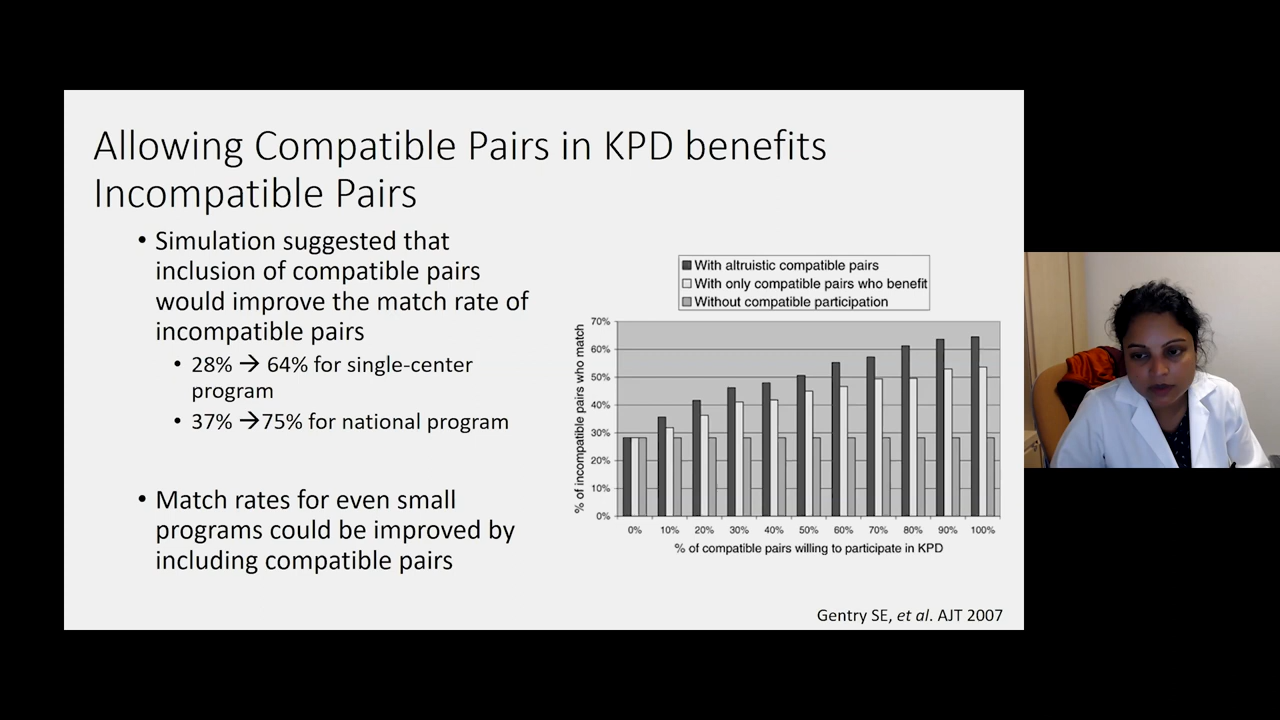 Allowing Compatible Pairs in KPD benefits
Incompatible Pairs
• Simulation suggested that
inclusion of compatible pairs
would improve the match rate of
incompatible pairs
• 28% → 64% for single-center
program
• 37% →75% for national program
• Match rates for even small
programs could be improved by
including compatible pairs
With altruistic compatible pairs
With only compatible pairs who benefit
Without compatible participation
% of incompatible pairs who match
70%
60%
50%
40%
30%
20%
10%
0%
0% 10% 20% 30% 40% 50% 60% 70% 80% 90% 100%
% of compatible pairs willing to participate in KPD
Gentry SE, et al. AJT 2007